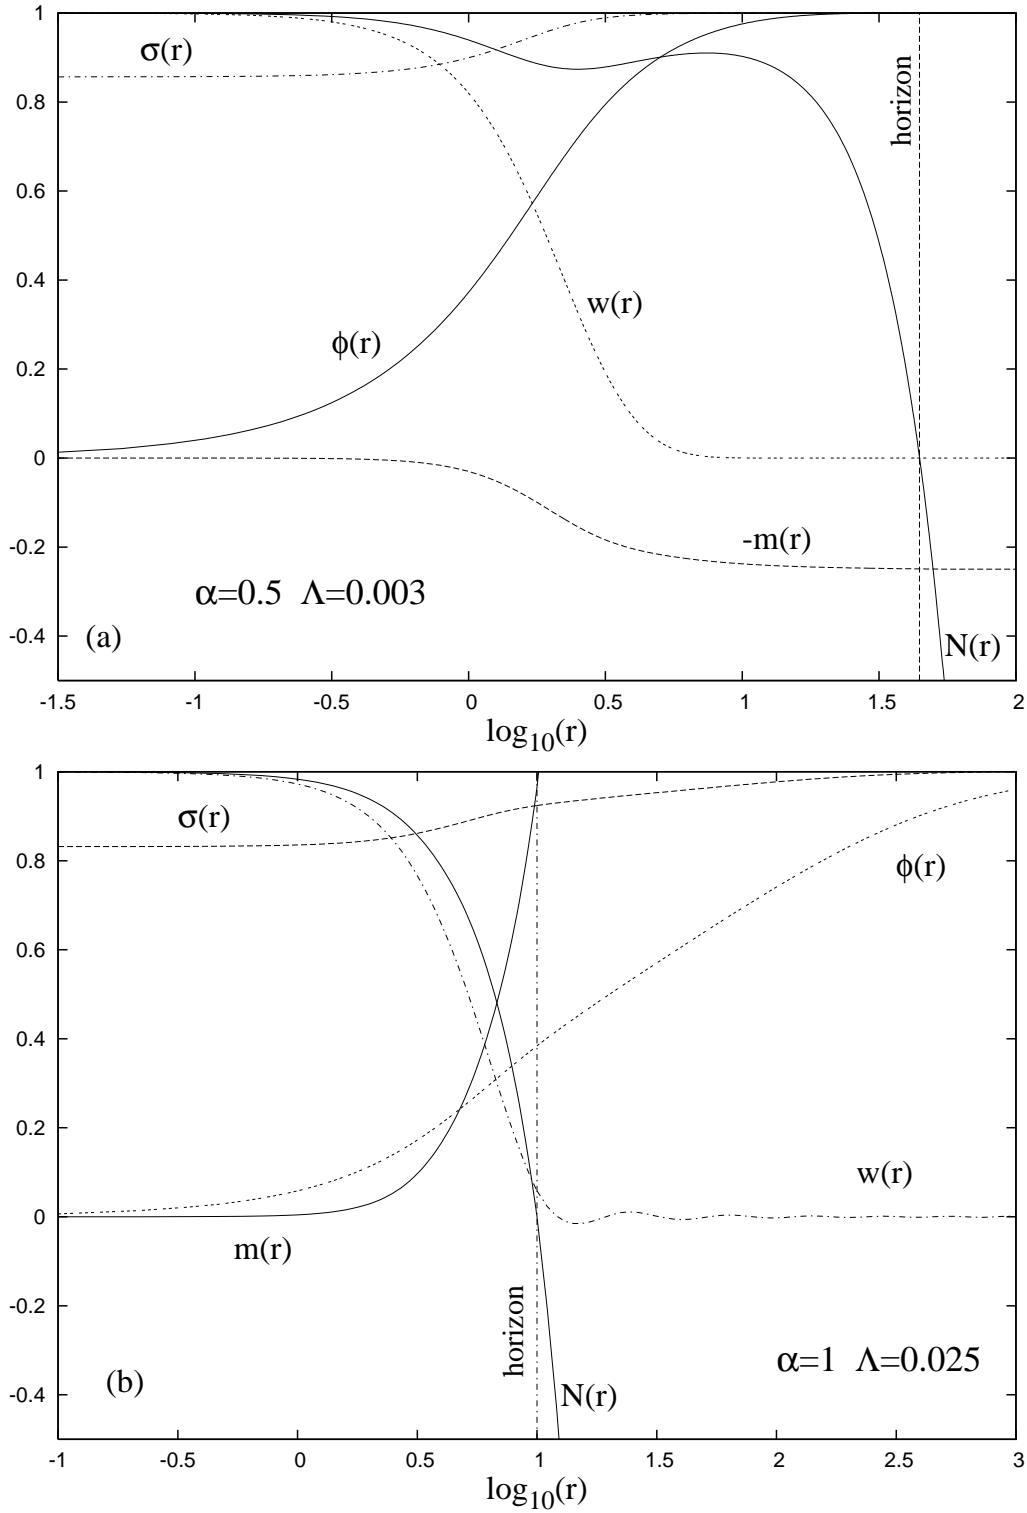 1
0.8
0.6
0.4
0.2
0
-0.2
-0.4
σ(r)
horizon
w(r)
ϕ(r)
-m(r)
α=0.5 Λ=0.003
(a)
N(r)
-1.5 -1 -0.5 0 0.5 1 1.5 2
log10(r)
1
0.8
0.6
0.4
0.2
0
-0.2
-0.4
σ(r)
ϕ(r)
w(r)
m(r)
horizon
α=1 Λ=0.025
(b)
N(r)
-1 -0.5 0 0.5 1 1.5 2 2.5 3
log10(r)